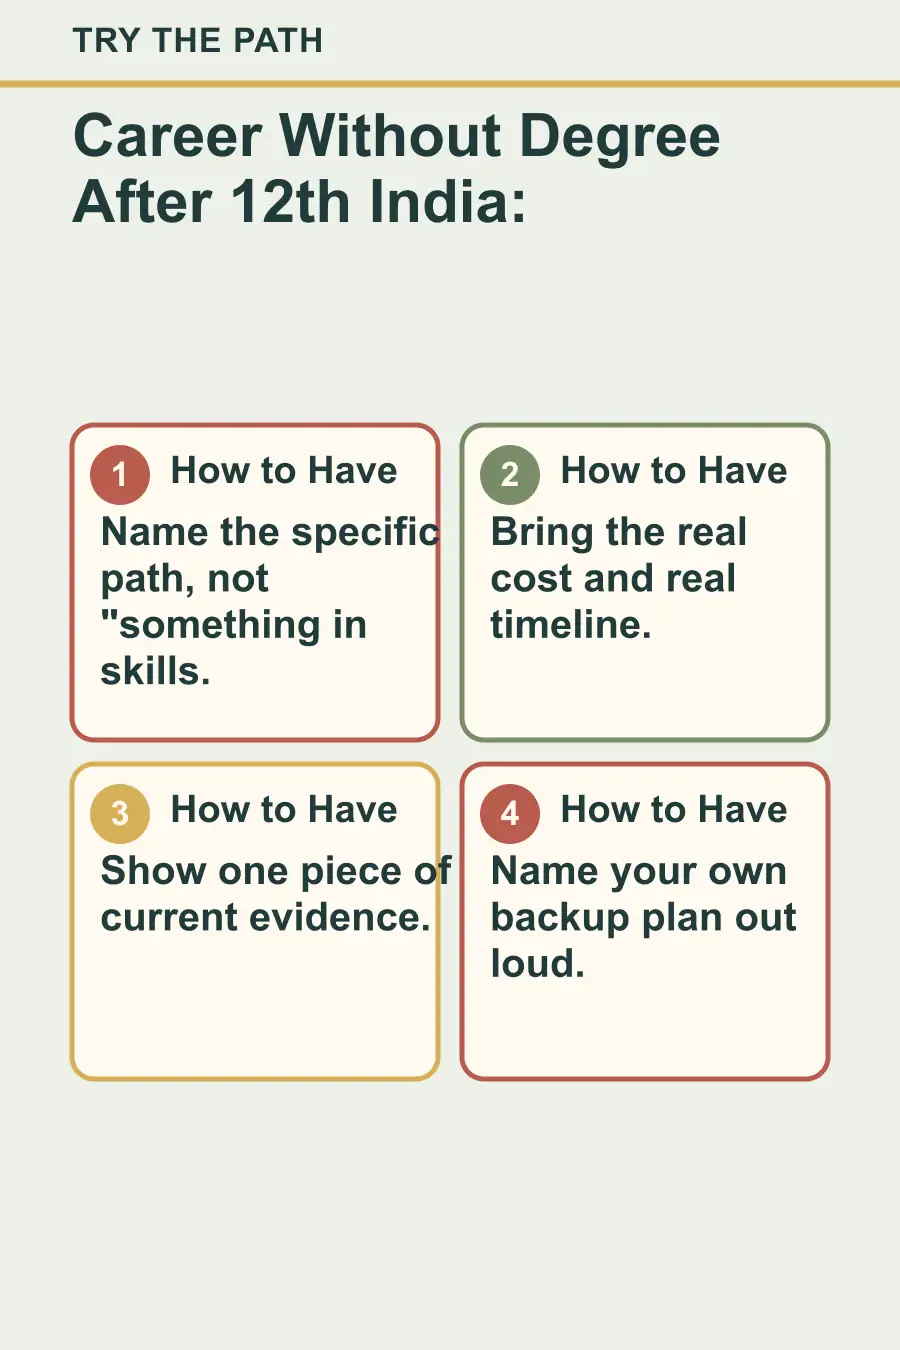 TRY THE PATH
Career Without Degree
After 12th India:
1 How to Have
Name the specific
path, not
"something in
skills.
2 How to Have
Bring the real
cost and real
timeline.
3 How to Have
Show one piece of
current evidence.
4 How to Have
Name your own
backup plan out
loud.